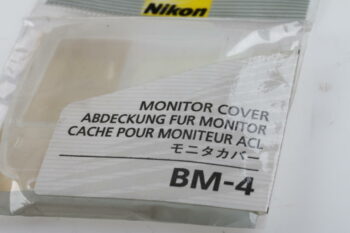 Nikon
MONITOR COVER
ABDECKUNG FUR MONITOR
CACHE POUR MONITEUR ACL
モニタカバー
BM-4